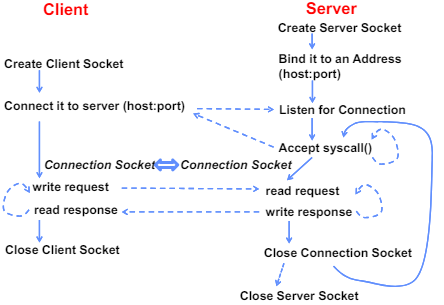 Client
Server
Create Server Socket
Bind it to an Address
(host:port)
Create Client Socket
Connect it to server (host:port)
Listen for Connection
Accept syscall()
Connection Socket
Connection Socket
write request
read request
read response
write response
Close Client Socket
Close Connection Socket
Close Server Socket